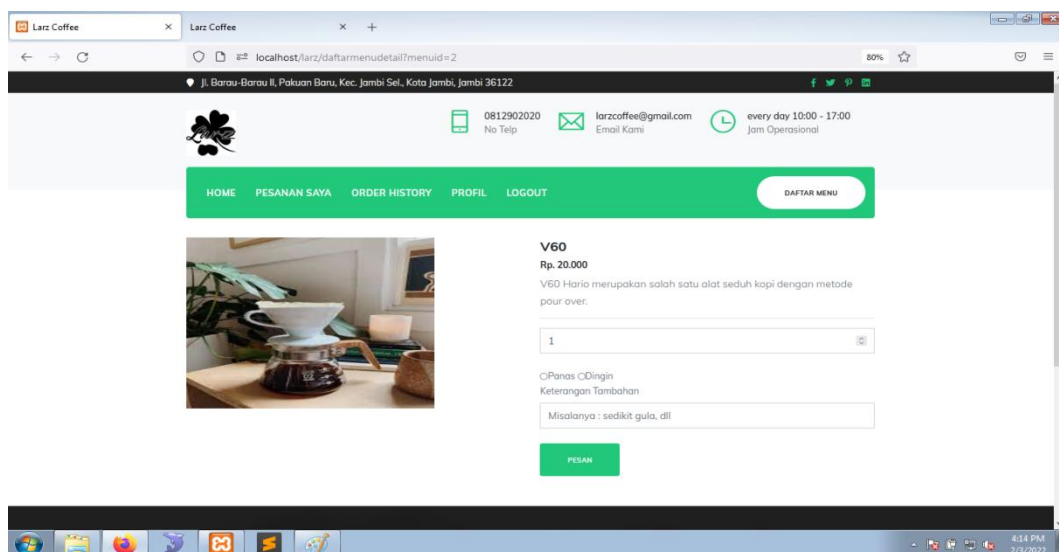 Larz Coffee
Larz Coffee
localhost/larz/daftarmenudetail?menuid=2
80%
Jl. Barau-Barau II, Pakuan Baru, Kec. Jambi Sel., Kota Jambi, Jambi 36122
Larz
0812902020
No Telp
larzcoffee@gmail.com
Email Kami
every day 10:00 - 17:00
Jam Operasional
HOME PESANAN SAYA ORDER HISTORY PROFIL LOGOUT DAFTAR MENU
V60
Rp. 20.000
V60 Hario merupakan salah satu alat seduh kopi dengan metode
pour over.
1
Panas Dingin
Keterangan Tambahan
Misalanya : sedikit gula, dll
PESAN
4:14 PM
2/3/2022